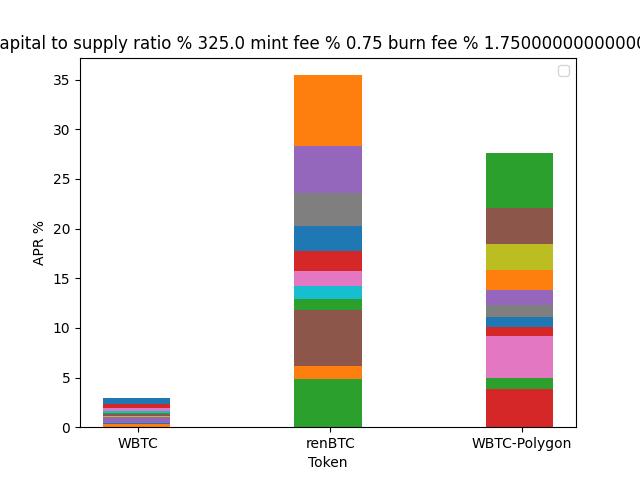 apital to supply ratio % 325.0 mint fee % 0.75 burn fee % 1.7500000000000
APR %
35
30
25
20
15
10
5
0
WBTC
renBTC
WBTC-Polygon
Token